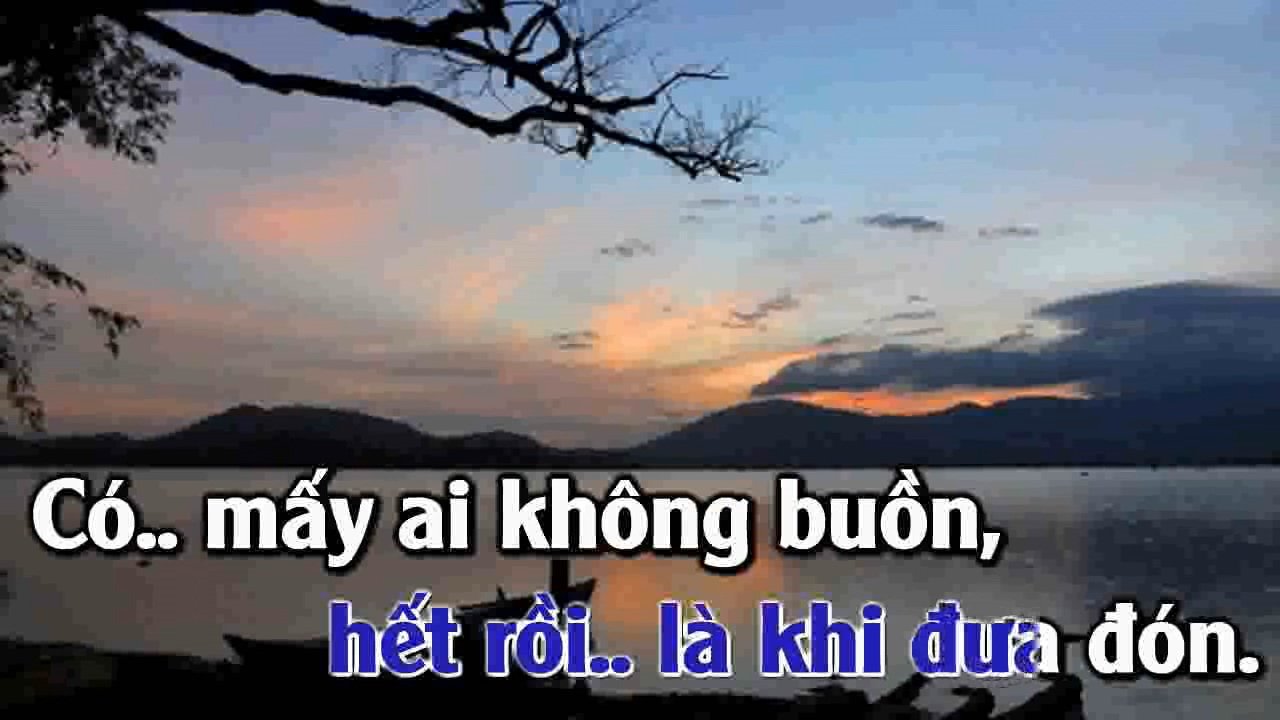 Có.. mấy ai không buồn,
hết rồi.. là khi đưa đón.